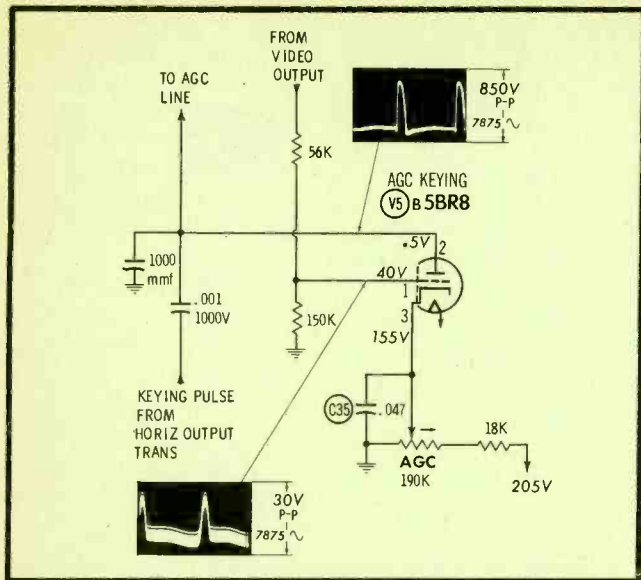 FROM
VIDEO
OUTPUT
TO AGC
LINE
850V
P-P
7875 ∿
56K
AGC KEYING
V5 B 5BR8
.5V
2
1000
mmf
40V
1
.001
1000V
150K
3
155V
KEYING PULSE
FROM
HORIZ OUTPUT
TRANS
C35 .047
18K
AGC
190K
205V
30V
P-P
7875 ∿